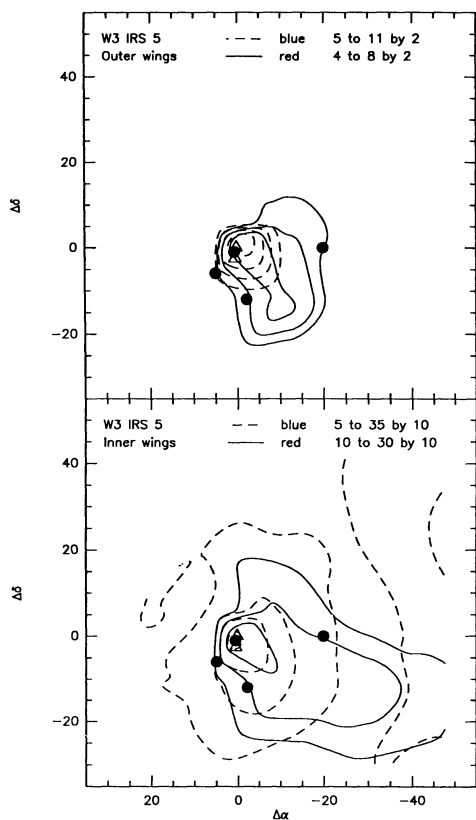 W3 IRS 5 blue 5 to 11 by 2
Outer wings red 4 to 8 by 2
40
20
0
−20
Δδ
W3 IRS 5 blue 5 to 35 by 10
Inner wings red 10 to 30 by 10
40
20
0
−20
Δδ
20 0 −20 −40
Δα